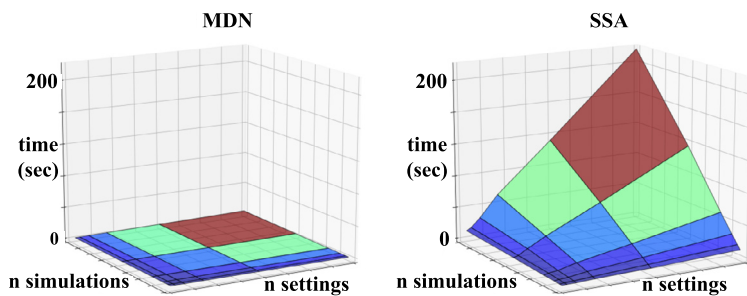 MDN
200
time
(sec)
0
n simulations
n settings
SSA
200
time
(sec)
0
n simulations
n settings